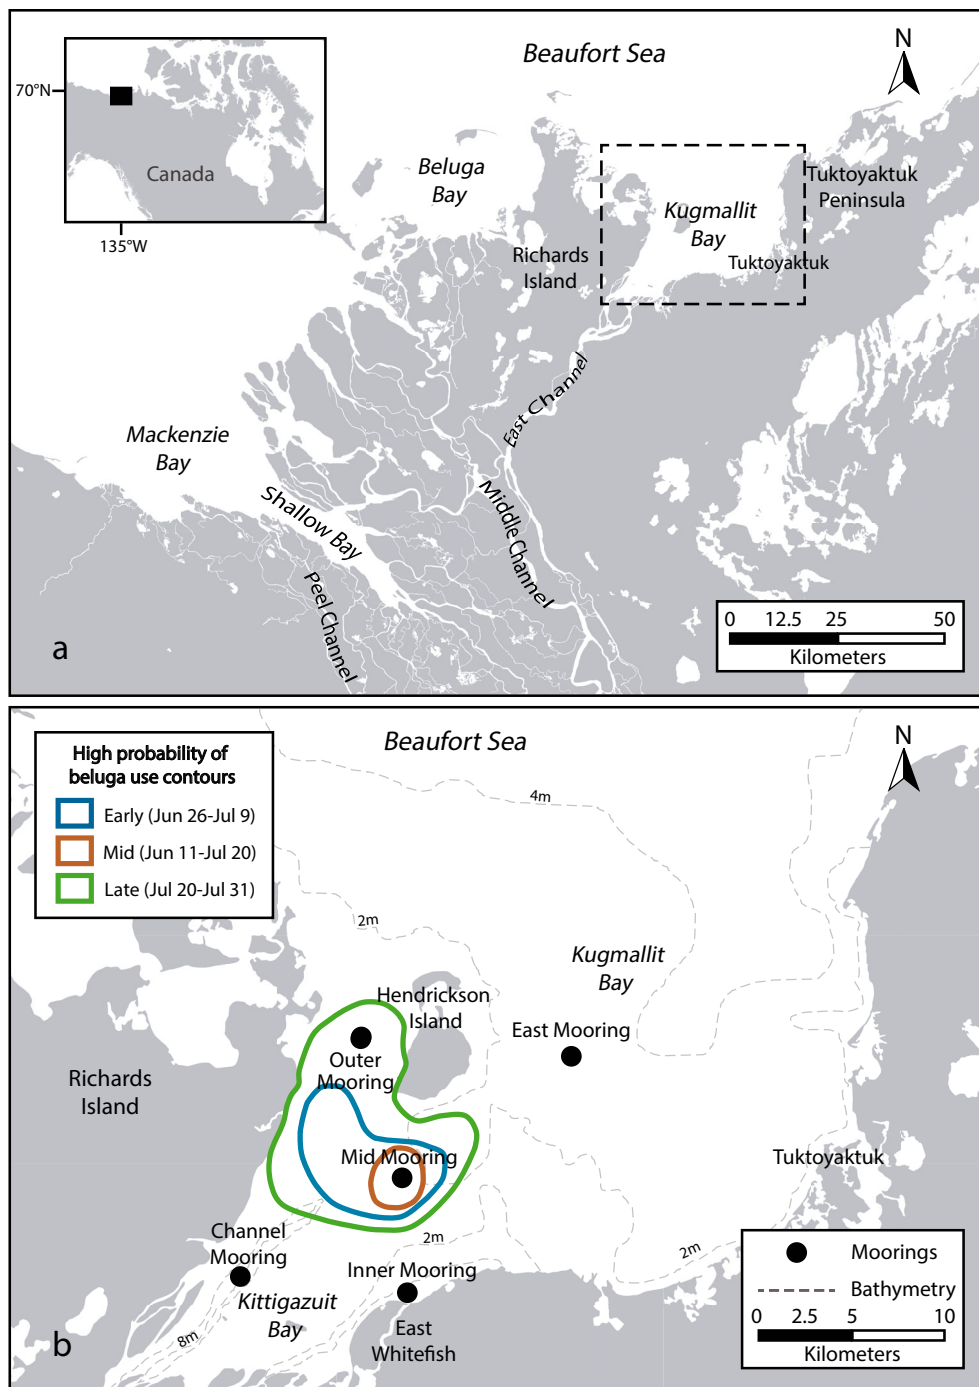 Beaufort Sea
N
70°N
Canada
135°W
Beluga
Bay
Kugmallit
Bay
Tuktoyaktuk
Peninsula
Richards
Island
Tuktoyaktuk
East Channel
Mackenzie
Bay
Shallow Bay
Middle Channel
Peel Channel
0 12.5 25 50
Kilometers
a
High probability of
beluga use contours
Early (Jun 26-Jul 9)
Mid (Jun 11-Jul 20)
Late (Jul 20-Jul 31)
Beaufort Sea
N
4m
2m
Kugmallit
Bay
Hendrickson
Island
East Mooring
Outer
Mooring
Richards
Island
Mid Mooring
Tuktoyaktuk
Channel
Mooring
2m
2m
Inner Mooring
Kittigazuit
Bay
8m
East
Whitefish
Moorings
Bathymetry
0 2.5 5 10
Kilometers
b